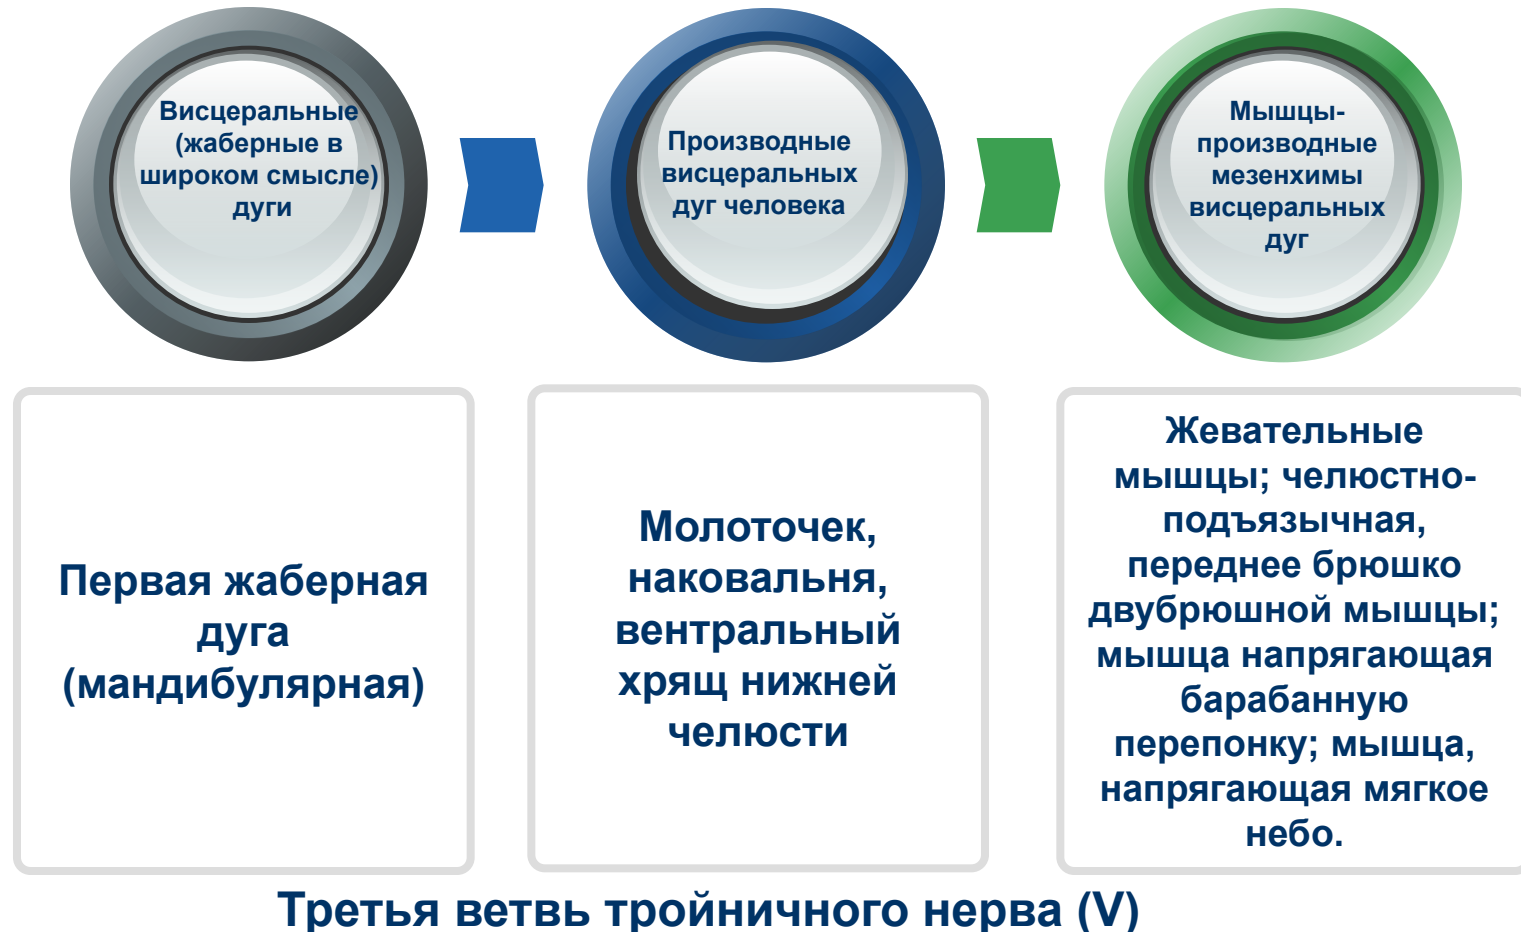 Висцеральные
(жаберные в
широком смысле)
дуги
Производные
висцеральных
дуг человека
Мышцы-
производные
мезенхимы
висцеральных
дуг
Первая жаберная
дуга
(мандибулярная)
Молоточек,
наковальня,
вентральный
хрящ нижней
челюсти
Жевательные
мышцы; челюстно-
подъязычная,
переднее брюшко
двубрюшной мышцы;
мышца напрягающая
барабанную
перепонку; мышца,
напрягающая мягкое
небо.
Третья ветвь тройничного нерва (V)